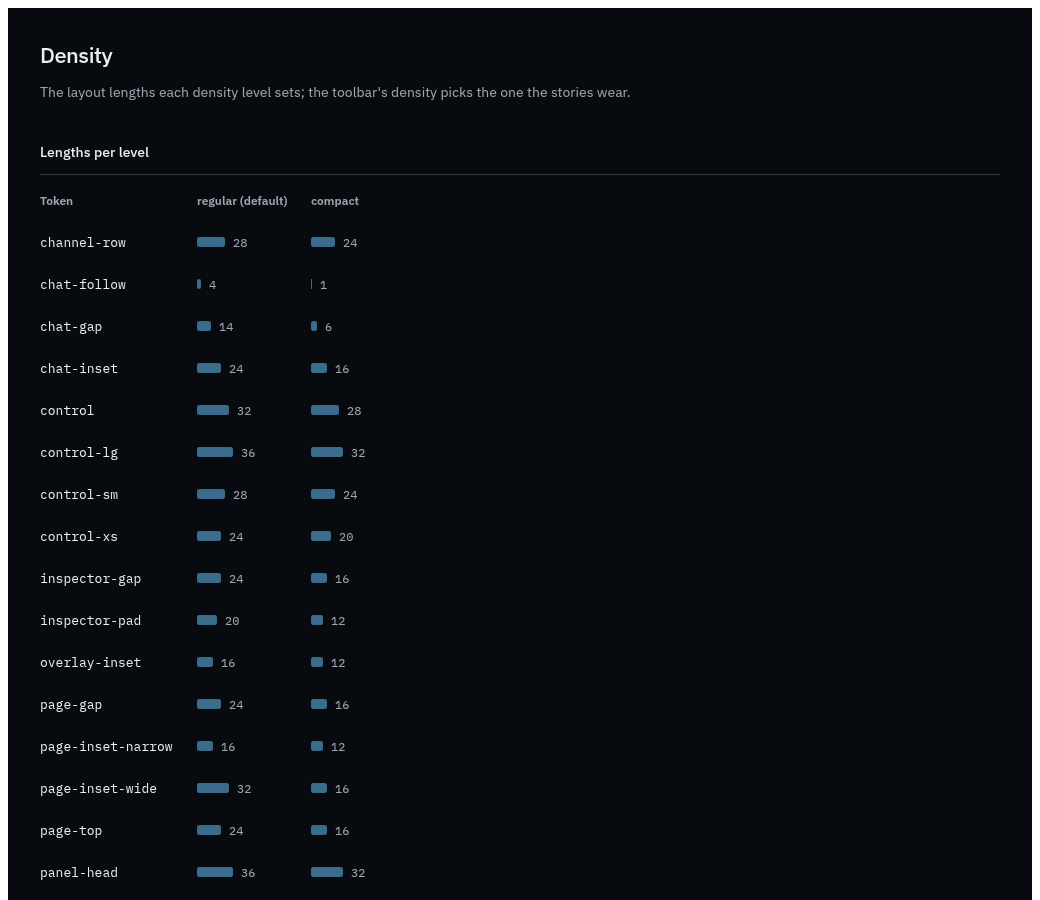 Density
The layout lengths each density level sets; the toolbar's density picks the one the stories wear.
Lengths per level
Token regular (default) compact
channel-row 28 24
chat-follow 4 1
chat-gap 14 6
chat-inset 24 16
control 32 28
control-lg 36 32
control-sm 28 24
control-xs 24 20
inspector-gap 24 16
inspector-pad 20 12
overlay-inset 16 12
page-gap 24 16
page-inset-narrow 16 12
page-inset-wide 32 16
page-top 24 16
panel-head 36 32